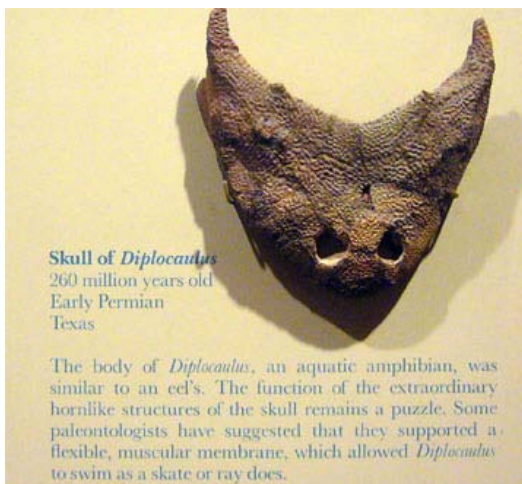 Skull of Diplocaulus
260 million years old
Early Permian
Texas
The body of Diplocaulus, an aquatic amphibian, was
similar to an eel's. The function of the extraordinary
hornlike structures of the skull remains a puzzle. Some
paleontologists have suggested that they supported a
flexible, muscular membrane, which allowed Diplocaulus
to swim as a skate or ray does.